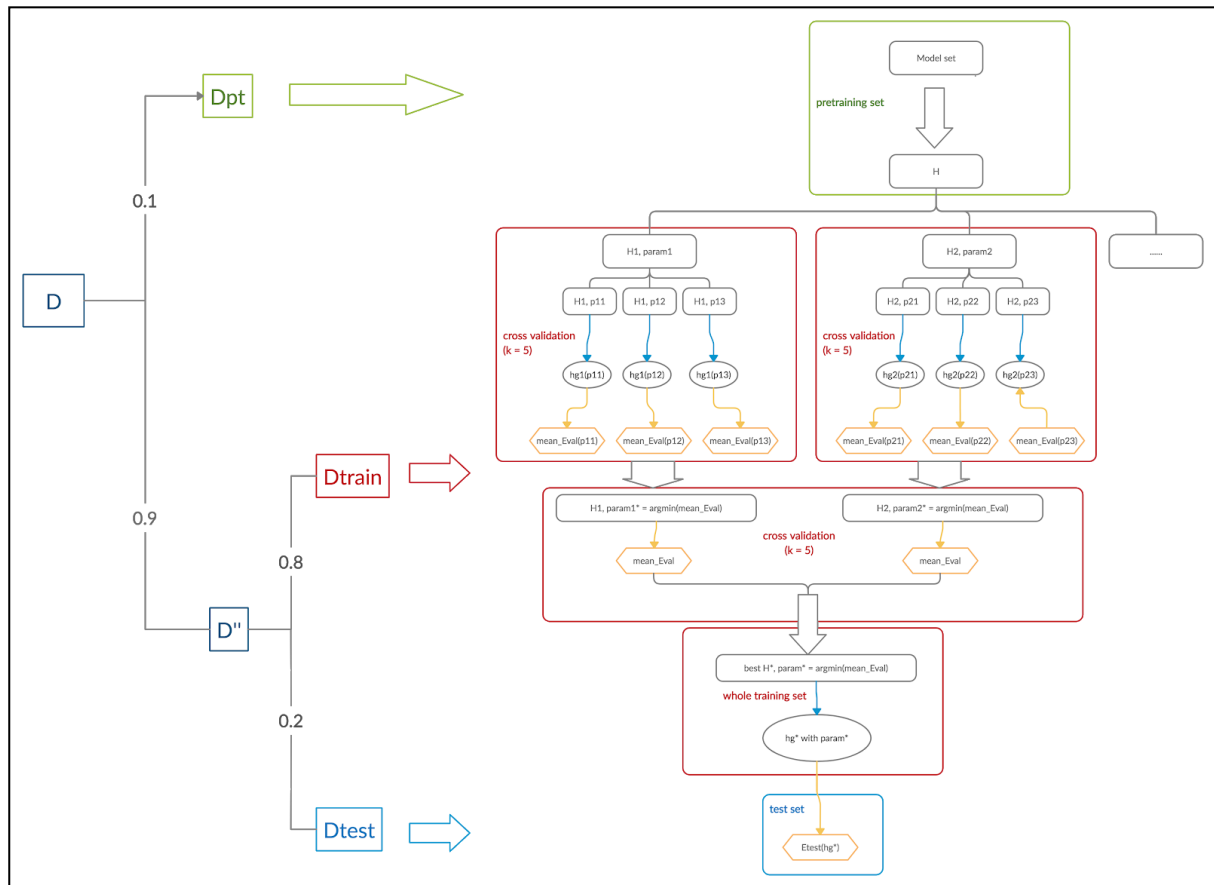 Model set
Dpt
pretraining set
H
0.1
D
H1, param1
H2, param2
......
H1, p11
H1, p12
H1, p13
H2, p21
H2, p22
H2, p23
cross validation
(k = 5)
cross validation
(k = 5)
hg1(p11)
hg1(p12)
hg1(p13)
hg2(p21)
hg2(p22)
hg2(p23)
mean_Eval(p11)
mean_Eval(p12)
mean_Eval(p13)
mean_Eval(p21)
mean_Eval(p22)
mean_Eval(p23)
Dtrain
0.9
H1, param1* = argmin(mean_Eval)
H2, param2* = argmin(mean_Eval)
cross validation
(k = 5)
0.8
mean_Eval
mean_Eval
D"
best H*, param* = argmin(mean_Eval)
whole training set
0.2
hg* with param*
test set
Dtest
Etest(hg*)